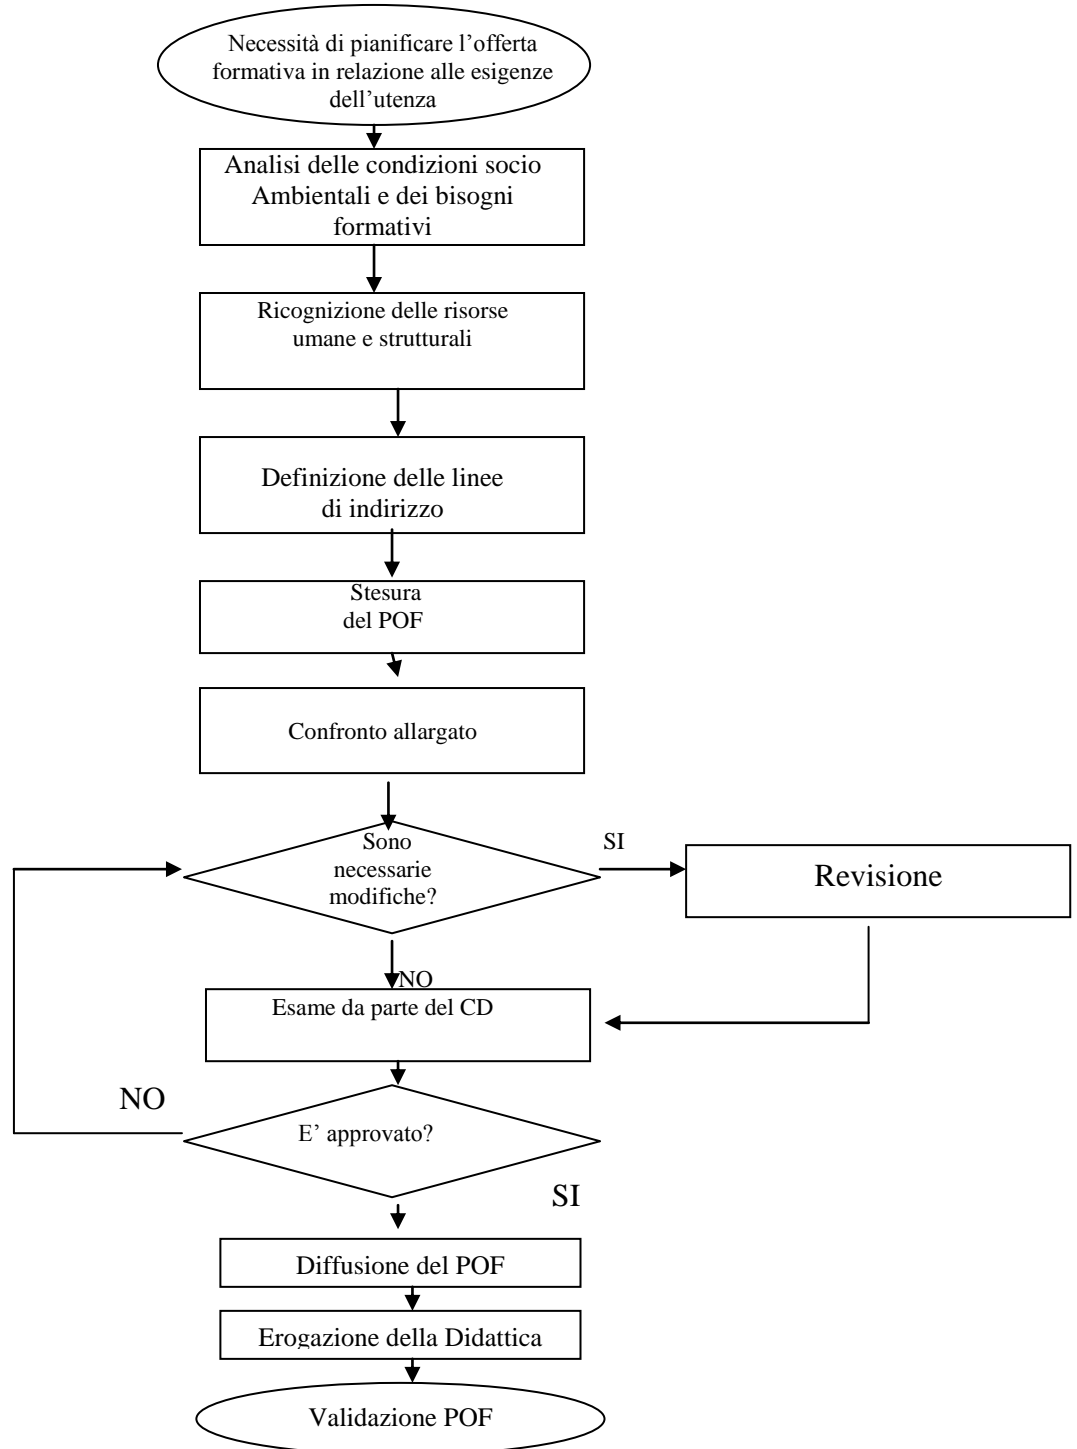 Necessità di pianificare l’offerta
formativa in relazione alle esigenze
dell’utenza
Analisi delle condizioni socio
Ambientali e dei bisogni
formativi
Ricognizione delle risorse
umane e strutturali
Definizione delle linee
di indirizzo
Stesura
del POF
Confronto allargato
Sono
necessarie
modifiche?
SI
Revisione
NO
Esame da parte del CD
NO
E’ approvato?
SI
Diffusione del POF
Erogazione della Didattica
Validazione POF